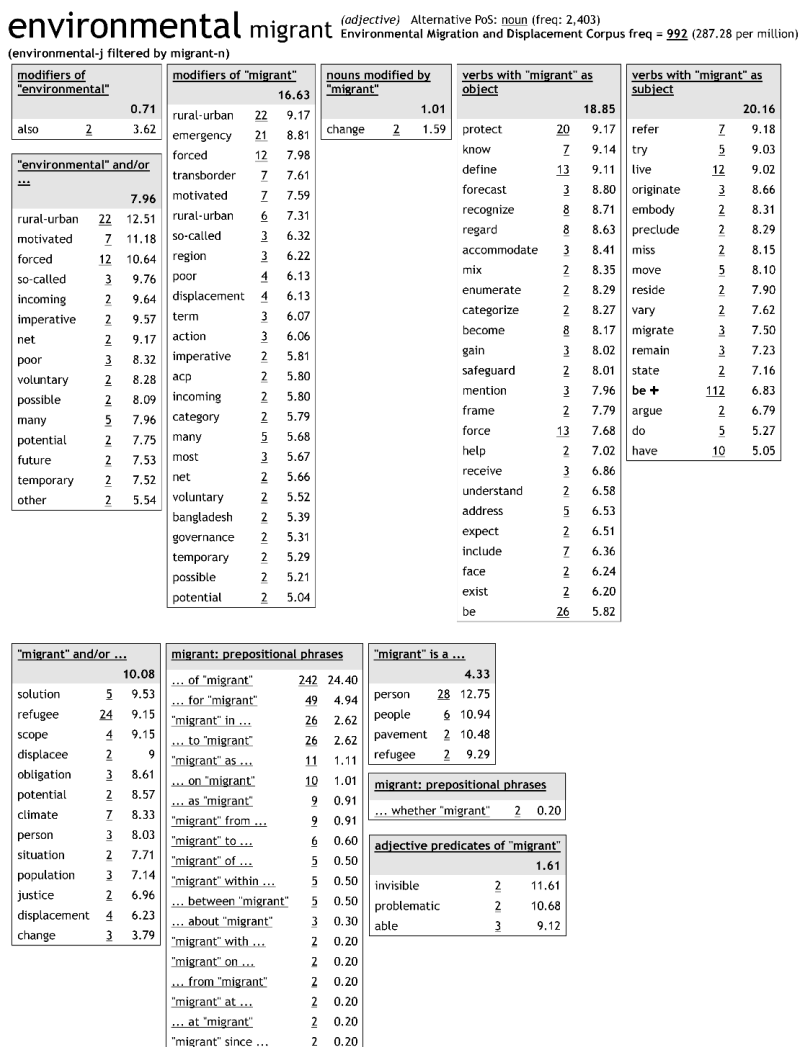 environmental migrant (adjective) Alternative PoS: noun (freq: 2,403)
Environmental Migration and Displacement Corpus freq = 992 (287.28 per million)
(environmental-j filtered by migrant-n)
modifiers of
"environmental"
0.71
also 2 3.62
"environmental" and/or
...
7.96
rural-urban 22 12.51
motivated 7 11.18
forced 12 10.64
so-called 3 9.76
incoming 2 9.64
imperative 2 9.57
net 2 9.17
poor 3 8.32
voluntary 2 8.28
possible 2 8.09
many 5 7.96
potential 2 7.75
future 2 7.53
temporary 2 7.52
other 2 5.54
modifiers of "migrant"
16.63
rural-urban 22 9.17
emergency 21 8.81
forced 12 7.98
transborder 7 7.61
motivated 7 7.59
rural-urban 6 7.31
so-called 3 6.32
region 3 6.22
poor 4 6.13
displacement 4 6.13
term 3 6.07
action 3 6.06
imperative 2 5.81
acp 2 5.80
incoming 2 5.80
category 2 5.79
many 5 5.68
most 3 5.67
net 2 5.66
voluntary 2 5.52
bangladesh 2 5.39
governance 2 5.31
temporary 2 5.29
possible 2 5.21
potential 2 5.04
nouns modified by
"migrant"
1.01
change 2 1.59
verbs with "migrant" as
object
18.85
protect 20 9.17
know 7 9.14
define 13 9.11
forecast 3 8.80
recognize 8 8.71
regard 8 8.63
accommodate 3 8.41
mix 2 8.35
enumerate 2 8.29
categorize 2 8.27
become 8 8.17
gain 3 8.02
safeguard 2 8.01
mention 3 7.96
frame 2 7.79
force 13 7.68
help 2 7.02
receive 3 6.86
understand 2 6.58
address 5 6.53
expect 2 6.51
include 7 6.36
face 2 6.24
exist 2 6.20
be 26 5.82
verbs with "migrant" as
subject
20.16
refer 7 9.18
try 5 9.03
live 12 9.02
originate 3 8.66
embody 2 8.31
preclude 2 8.29
miss 2 8.15
move 5 8.10
reside 2 7.90
vary 2 7.62
migrate 3 7.50
remain 3 7.23
state 2 7.16
be + 112 6.83
argue 2 6.79
do 5 5.27
have 10 5.05
"migrant" and/or ...
10.08
solution 5 9.53
refugee 24 9.15
scope 4 9.15
displacee 2 9
obligation 3 8.61
potential 2 8.57
climate 7 8.33
person 3 8.03
situation 2 7.71
population 3 7.14
justice 2 6.96
displacement 4 6.23
change 3 3.79
migrant: prepositional phrases
... of "migrant" 242 24.40
... for "migrant" 49 4.94
"migrant" in ... 26 2.62
... to "migrant" 26 2.62
"migrant" as ... 11 1.11
... on "migrant" 10 1.01
... as "migrant" 9 0.91
"migrant" from ... 9 0.91
"migrant" to ... 6 0.60
"migrant" of ... 5 0.50
"migrant" within ... 5 0.50
... between "migrant" 5 0.50
... about "migrant" 3 0.30
"migrant" with ... 2 0.20
"migrant" on ... 2 0.20
... from "migrant" 2 0.20
"migrant" at ... 2 0.20
... at "migrant" 2 0.20
"migrant" since ... 2 0.20
"migrant" is a ...
4.33
person 28 12.75
people 6 10.94
pavement 2 10.48
refugee 2 9.29
migrant: prepositional phrases
... whether "migrant" 2 0.20
adjective predicates of "migrant"
1.61
invisible 2 11.61
problematic 2 10.68
able 3 9.12